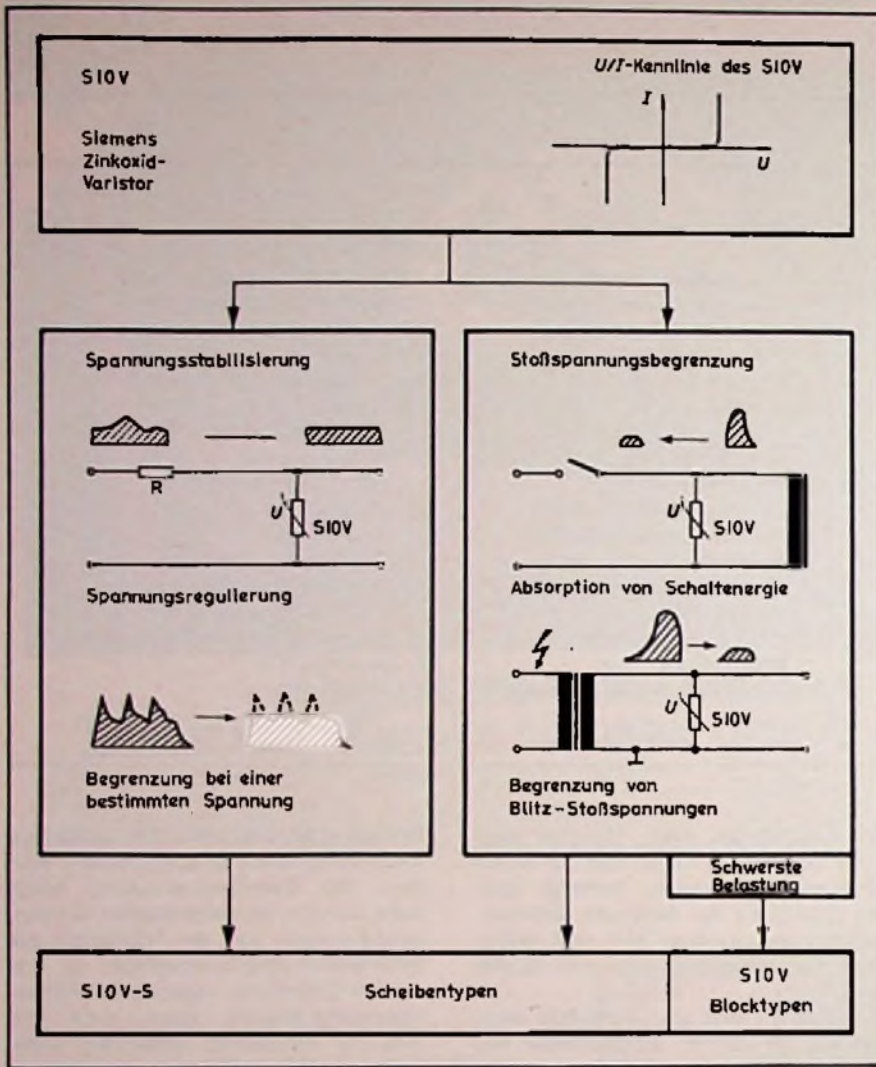 SIOV
U/I-Kennlinie des SIOV
I
Siemens
Zinkoxid-
Varistor
U
Spannungsstabilisierung
R
U
SIOV
Spannungsregulierung
Begrenzung bei einer
bestimmten Spannung
Stoßspannungsbegrenzung
U
SIOV
Absorption von Schaltenergie
U
SIOV
Begrenzung von
Blitz-Stoßspannungen
Schwerste
Belastung
SIOV-S
Scheibentypen
SIOV
Blocktypen